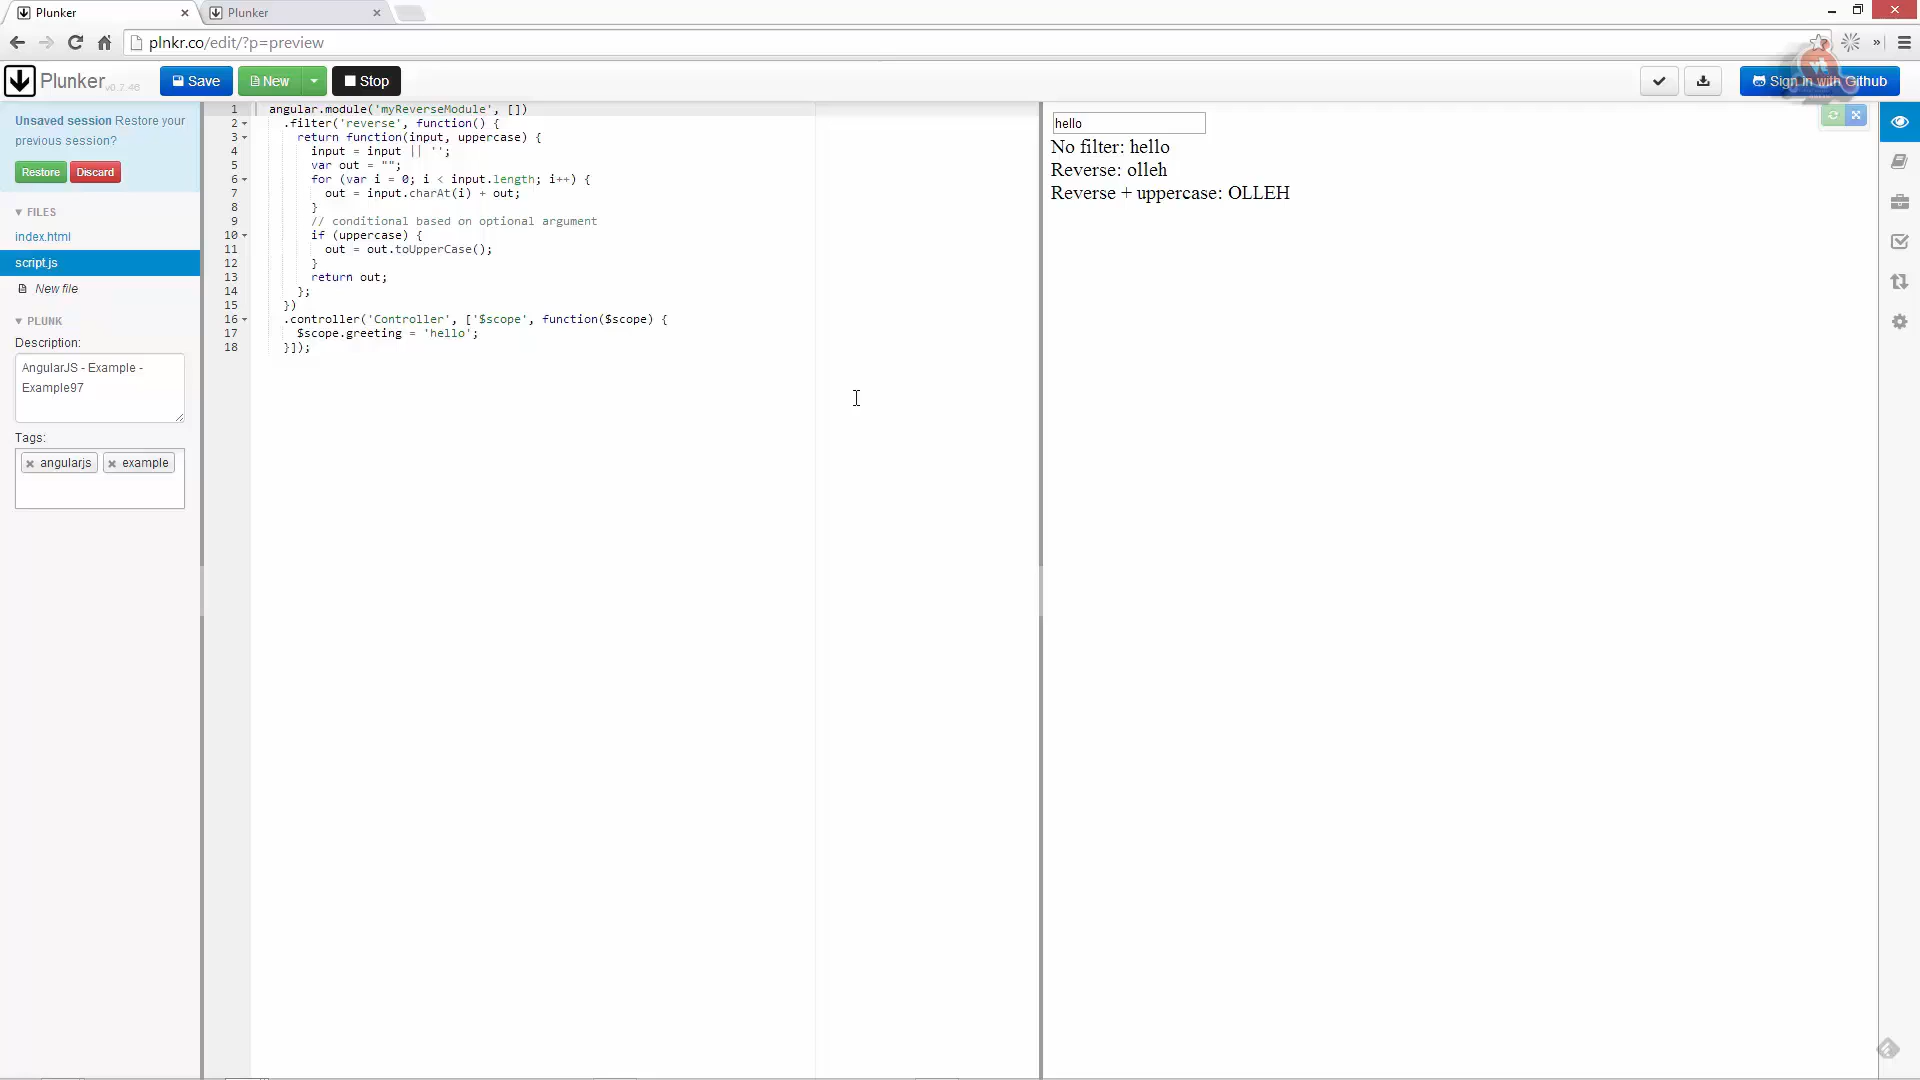 Plunker
Plunker
plnkr.co/edit/?p=preview
Plunker v0.7.46
Save
New
Stop
Sign in with Github
Unsaved session Restore your
previous session?
Restore
Discard
FILES
index.html
script.js
New file
PLUNK
Description:
AngularJS - Example -
Example97
Tags:
angularjs
example
1 angular.module('myReverseModule', [])
2 .filter('reverse', function() {
3 return function(input, uppercase) {
4 input = input || '';
5 var out = "";
6 for (var i = 0; i < input.length; i++) {
7 out = input.charAt(i) + out;
8 }
9 // conditional based on optional argument
10 if (uppercase) {
11 out = out.toUpperCase();
12 }
13 return out;
14 };
15 })
16 .controller('Controller', ['$scope', function($scope) {
17 $scope.greeting = 'hello';
18 }]);
hello
No filter: hello
Reverse: olleh
Reverse + uppercase: OLLEH